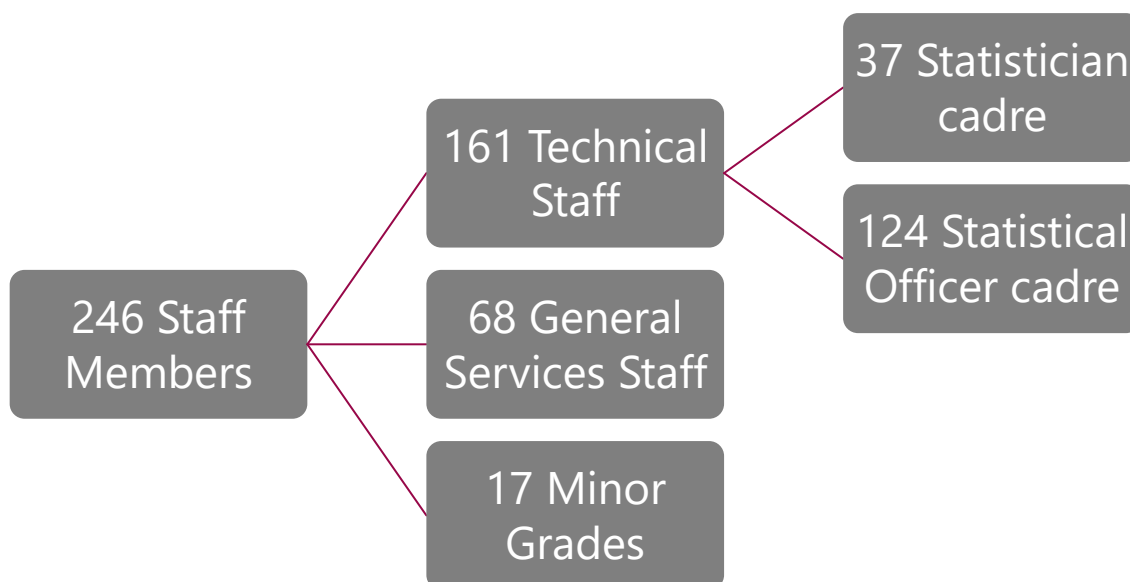 246 Staff
Members
161 Technical
Staff
37 Statistician
cadre
124 Statistical
Officer cadre
68 General
Services Staff
17 Minor
Grades